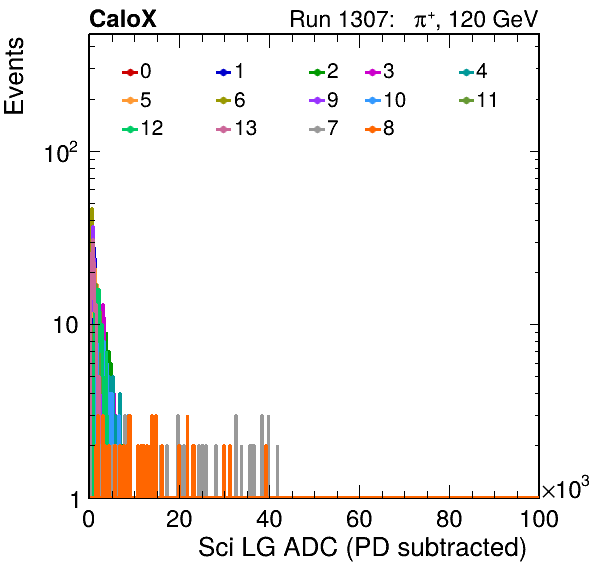 CaloX Run 1307: π⁺, 120 GeV
Events
0 1 2 3 4
5 6 9 10 11
12 13 7 8
10²
10
1
0 20 40 60 80 100
×10³
Sci LG ADC (PD subtracted)